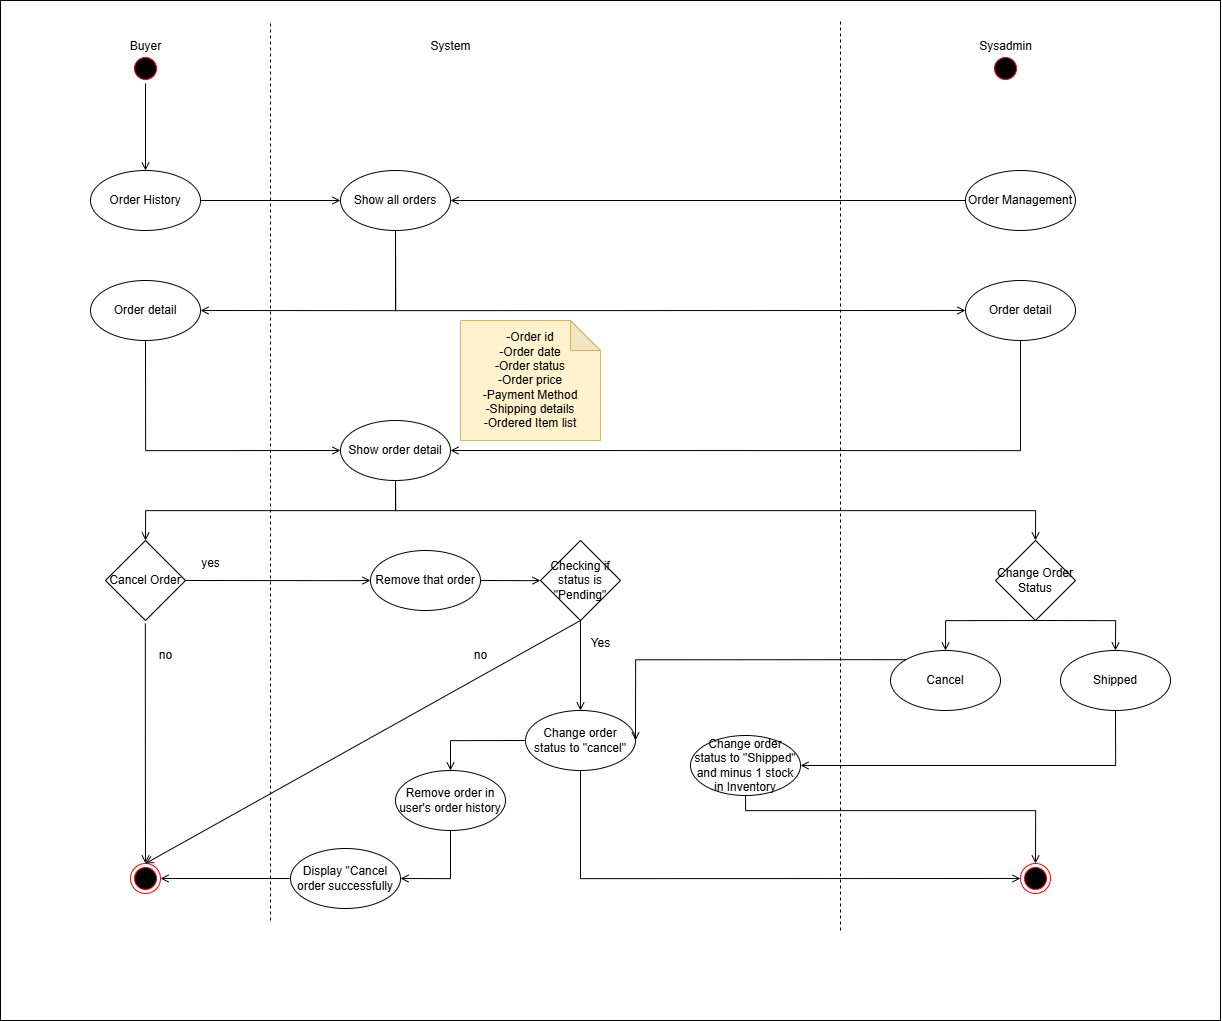 Buyer
System
Sysadmin
Order History
Show all orders
Order Management
Order detail
Order detail
-Order id
-Order date
-Order status
-Order price
-Payment Method
-Shipping details
-Ordered Item list
Show order detail
Cancel Order
yes
Remove that order
Checking if
status is
"Pending"
Change Order
Status
no
no
Yes
Cancel
Shipped
Change order
status to "cancel"
Change order
status to "Shipped"
and minus 1 stock
in Inventory
Remove order in
user's order history
Display "Cancel
order successfully